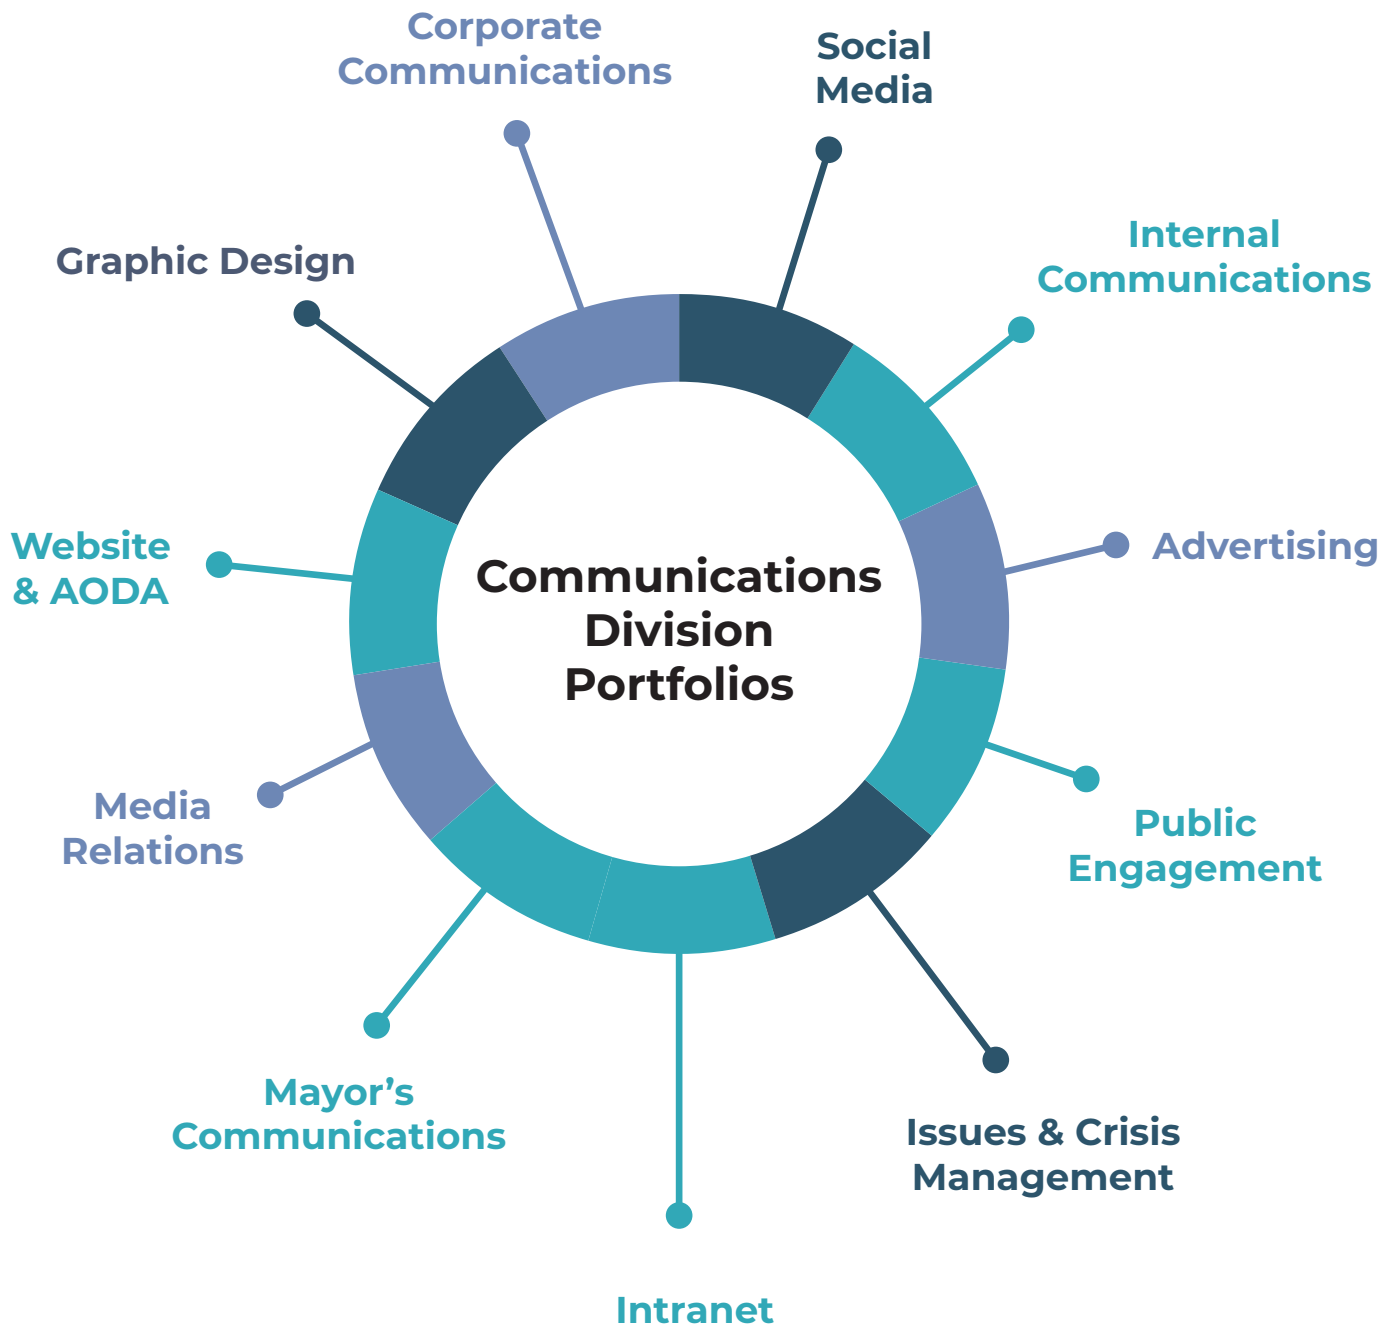 Corporate
Communications
Social
Media
Internal
Communications
Graphic Design
Advertising
Website
& AODA
Communications
Division
Portfolios
Media
Relations
Public
Engagement
Mayor’s
Communications
Issues & Crisis
Management
Intranet